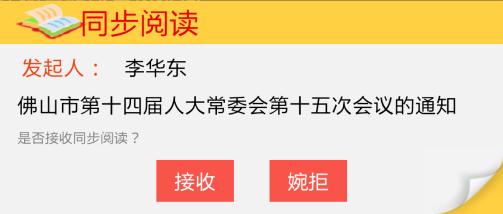 同步阅读
发起人： 李华东
佛山市第十四届人大常委会第十五次会议的通知
是否接收同步阅读？
接收 婉拒